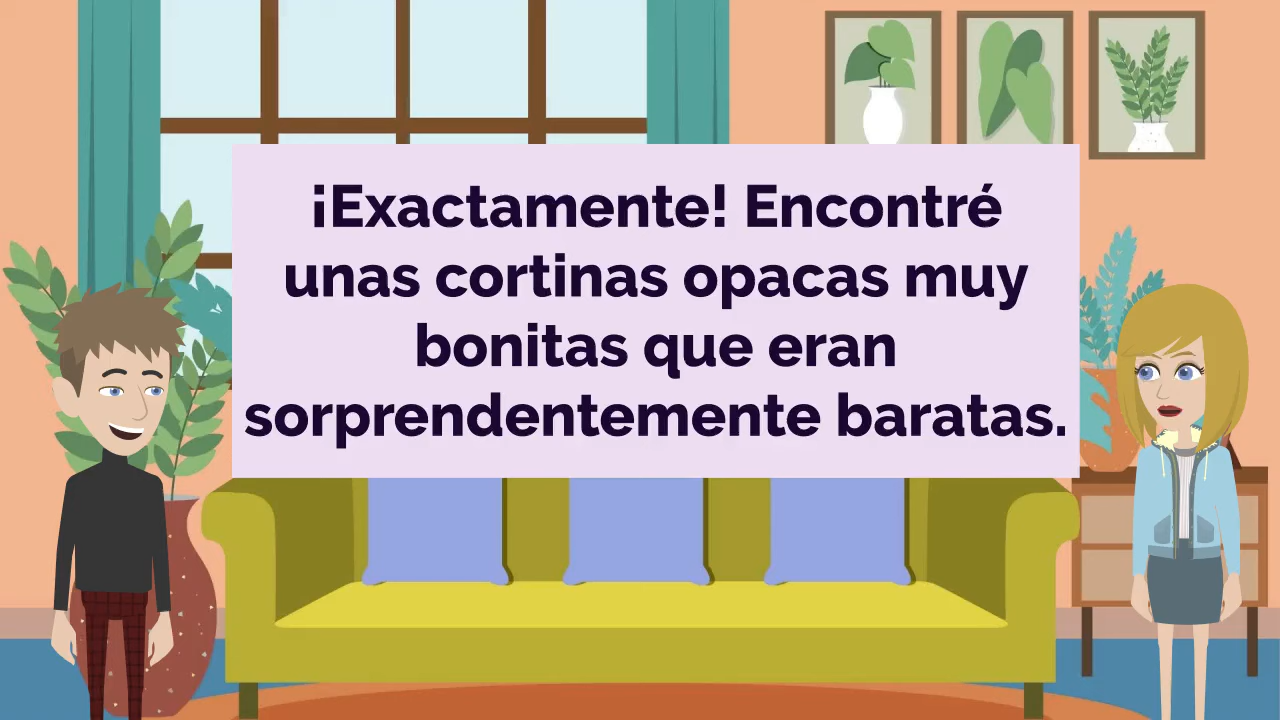 ¡Exactamente! Encontré
unas cortinas opacas muy
bonitas que eran
sorprendentemente baratas.